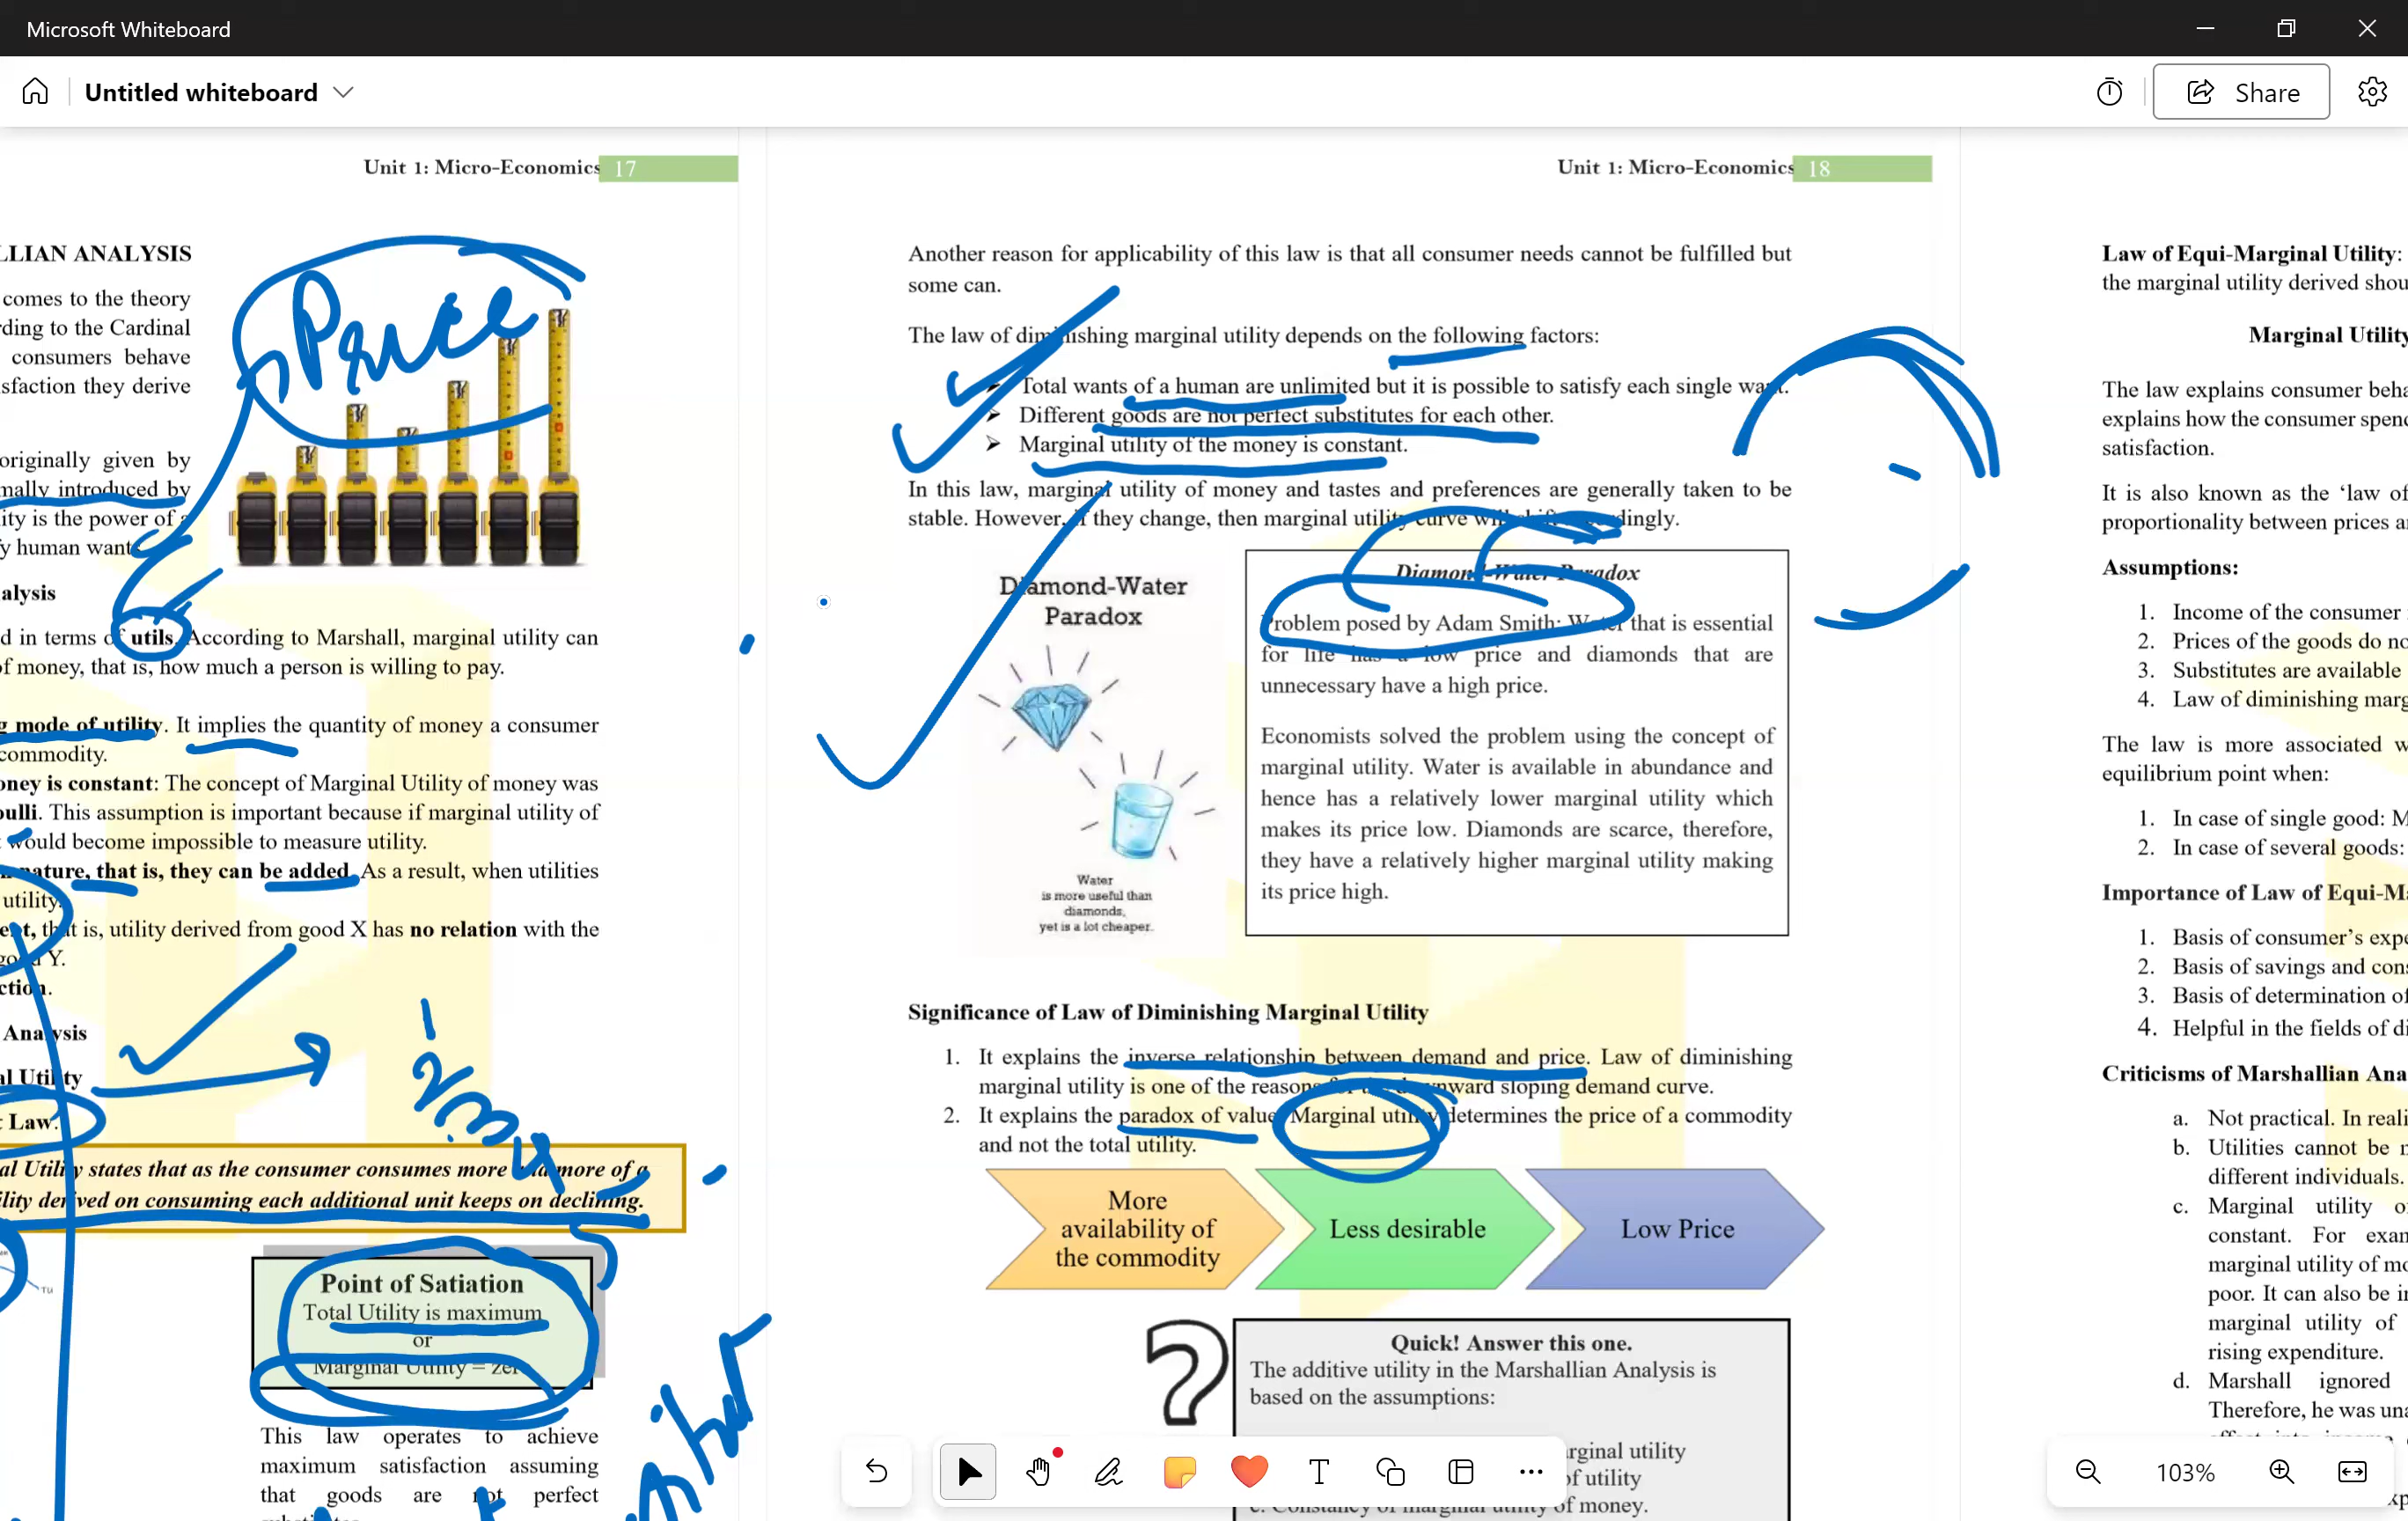 Microsoft Whiteboard
Untitled whiteboard
Share
Unit 1: Micro-Economics 17
LLIAN ANALYSIS
comes to the theory
rding to the Cardinal
consumers behave
sfaction they derive
Price
originally given by
mally introduced by
ity is the power of a
fy human want
alysis
d in terms of utils. According to Marshall, marginal utility can
of money, that is, how much a person is willing to pay.
g mode of utility. It implies the quantity of money a consumer
commodity.
oney is constant: The concept of Marginal Utility of money was
oulli. This assumption is important because if marginal utility of
t would become impossible to measure utility.
nature, that is, they can be added. As a result, when utilities
utility.
ent, that is, utility derived from good X has no relation with the
good Y.
ction.
Analysis
al Utility
t Law.
al Utility states that as the consumer consumes more and more of a
ility derived on consuming each additional unit keeps on declining.
TU
Point of Satiation
Total Utility is maximum
or
Marginal Utility = zero
This law operates to achieve
maximum satisfaction assuming
that goods are not perfect
Unit 1: Micro-Economics 18
Another reason for applicability of this law is that all consumer needs cannot be fulfilled but
some can.
The law of diminishing marginal utility depends on the following factors:
➤ Total wants of a human are unlimited but it is possible to satisfy each single want.
➤ Different goods are not perfect substitutes for each other.
➤ Marginal utility of the money is constant.
In this law, marginal utility of money and tastes and preferences are generally taken to be
stable. However, if they change, then marginal utility curve will shift accordingly.
Diamond-Water
Paradox
Water
is more useful than
diamonds,
yet is a lot cheaper.
Diamond-Water Paradox
Problem posed by Adam Smith: Water that is essential
for life has a low price and diamonds that are
unnecessary have a high price.
Economists solved the problem using the concept of
marginal utility. Water is available in abundance and
hence has a relatively lower marginal utility which
makes its price low. Diamonds are scarce, therefore,
they have a relatively higher marginal utility making
its price high.
Significance of Law of Diminishing Marginal Utility
1. It explains the inverse relationship between demand and price. Law of diminishing
marginal utility is one of the reasons for the downward sloping demand curve.
2. It explains the paradox of value. Marginal utility determines the price of a commodity
and not the total utility.
More
availability of
the commodity
Less desirable
Low Price
?
Quick! Answer this one.
The additive utility in the Marshallian Analysis is
based on the assumptions:
rginal utility
of utility
c. Constancy of marginal utility of money.
Law of Equi-Marginal Utility:
the marginal utility derived shou
Marginal Utility
The law explains consumer beha
explains how the consumer spend
satisfaction.
It is also known as the ‘law of
proportionality between prices a
Assumptions:
1. Income of the consumer
2. Prices of the goods do no
3. Substitutes are available
4. Law of diminishing marg
The law is more associated w
equilibrium point when:
1. In case of single good: M
2. In case of several goods:
Importance of Law of Equi-Ma
1. Basis of consumer’s expe
2. Basis of savings and cons
3. Basis of determination of
4. Helpful in the fields of di
Criticisms of Marshallian Ana
a. Not practical. In reali
b. Utilities cannot be m
different individuals.
c. Marginal utility o
constant. For exam
marginal utility of mo
poor. It can also be i
marginal utility of
rising expenditure.
d. Marshall ignored
Therefore, he was una
103%